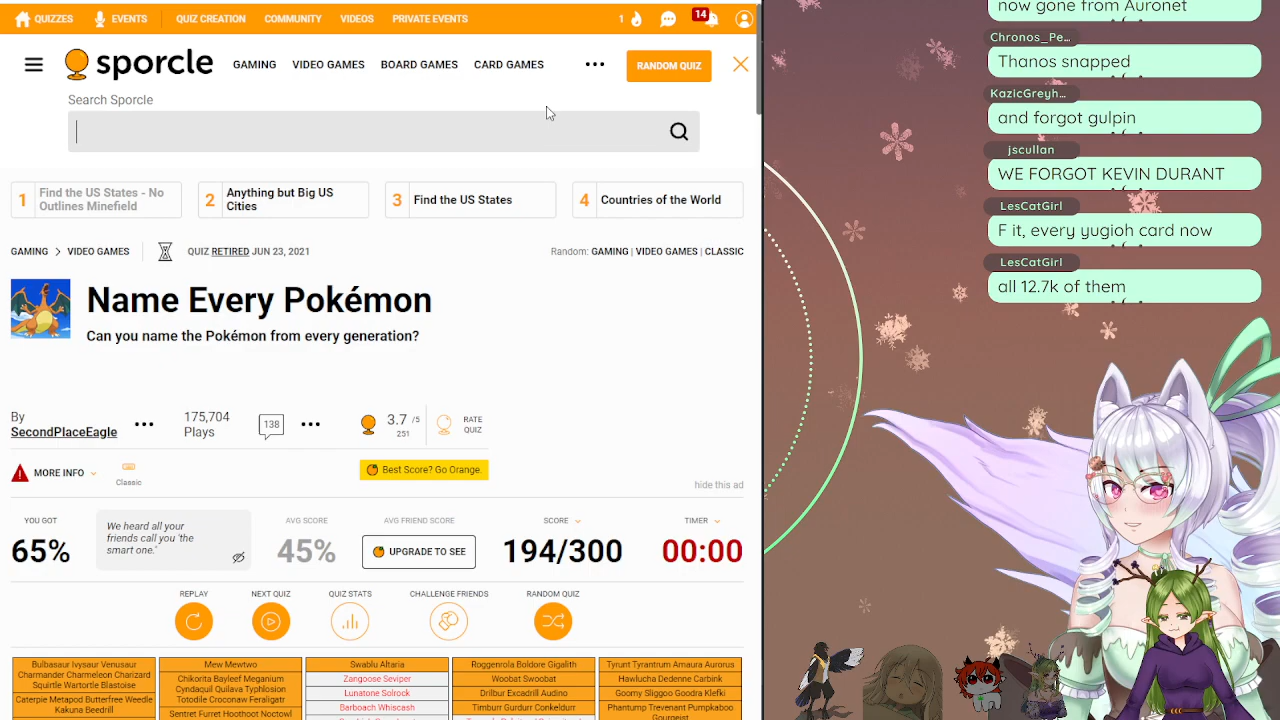 QUIZZES EVENTS QUIZ CREATION COMMUNITY VIDEOS PRIVATE EVENTS 1 14
sporcle GAMING VIDEO GAMES BOARD GAMES CARD GAMES ••• RANDOM QUIZ
Search Sporcle
1 Find the US States - No Outlines Minefield
2 Anything but Big US Cities
3 Find the US States
4 Countries of the World
GAMING > VIDEO GAMES QUIZ RETIRED JUN 23, 2021 Random: GAMING | VIDEO GAMES | CLASSIC
Name Every Pokémon
Can you name the Pokémon from every generation?
By
SecondPlaceEagle
175,704
Plays
138
3.7 /5
251
RATE
QUIZ
MORE INFO
Classic
Best Score? Go Orange.
hide this ad
YOU GOT
65%
We heard all your
friends call you 'the
smart one.'
AVG SCORE
45%
AVG FRIEND SCORE
UPGRADE TO SEE
SCORE
194/300
TIMER
00:00
REPLAY NEXT QUIZ QUIZ STATS CHALLENGE FRIENDS RANDOM QUIZ
Bulbasaur Ivysaur Venusaur
Charmander Charmeleon Charizard
Squirtle Wartortle Blastoise
Caterpie Metapod Butterfree Weedle
Kakuna Beedrill
Mew Mewtwo
Chikorita Bayleef Meganium
Cyndaquil Quilava Typhlosion
Totodile Croconaw Feraligatr
Sentret Furret Hoothoot Noctowl
Swablu Altaria
Zangoose Seviper
Lunatone Solrock
Barboach Whiscash
Roggenrola Boldore Gigalith
Woobat Swoobat
Drilbur Excadrill Audino
Timburr Gurdurr Conkeldurr
Tyrunt Tyrantrum Amaura Aurorus
Hawlucha Dedenne Carbink
Goomy Sliggoo Goodra Klefki
Phantump Trevenant Pumpkaboo
Gourgeist
now gone from Auronet
Chronos_Pe...
Thanos snapped
KazicGreyh...
and forgot gulpin
jscullan
WE FORGOT KEVIN DURANT
LesCatGirl
F it, every yugioh card now
LesCatGirl
all 12.7k of them